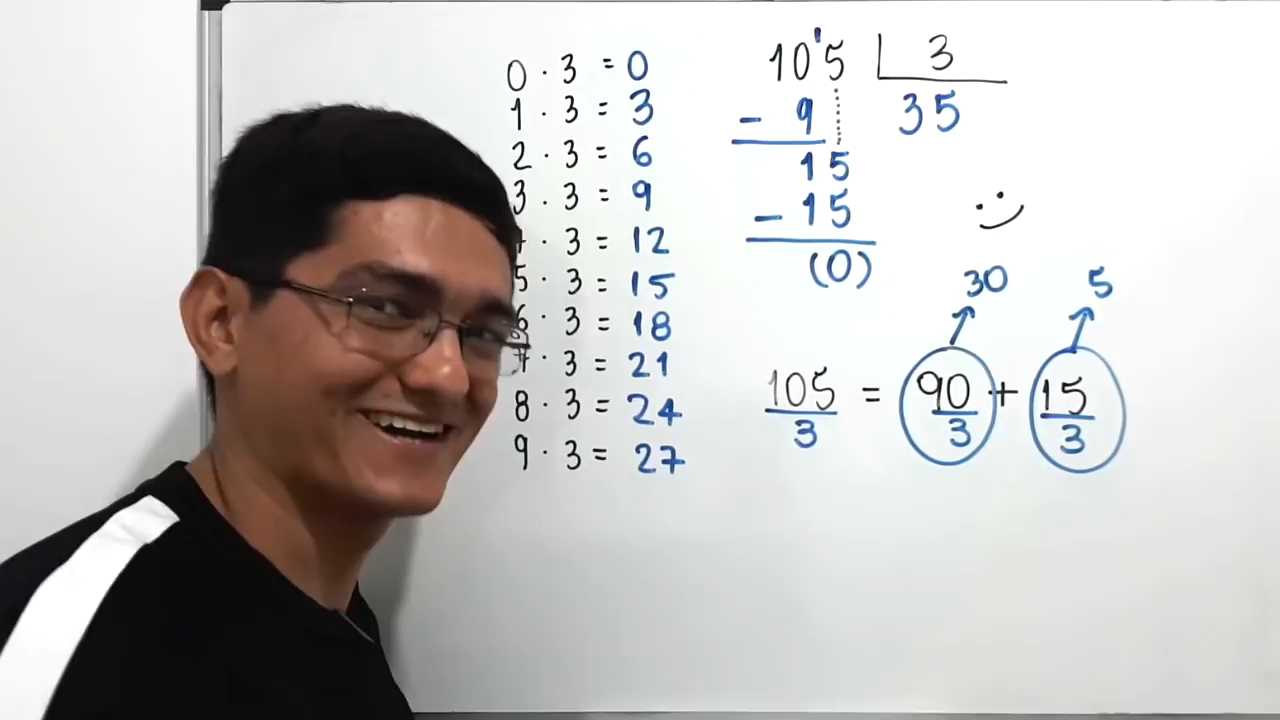 0 · 3 = 0
1 · 3 = 3
2 · 3 = 6
3 · 3 = 9
· 3 = 12
5 · 3 = 15
6 · 3 = 18
· 3 = 21
8 · 3 = 24
9 · 3 = 27
10'5 | 3
- 9 35
15
- 15
(0)
:)
30 5
105/3 = 90/3 + 15/3